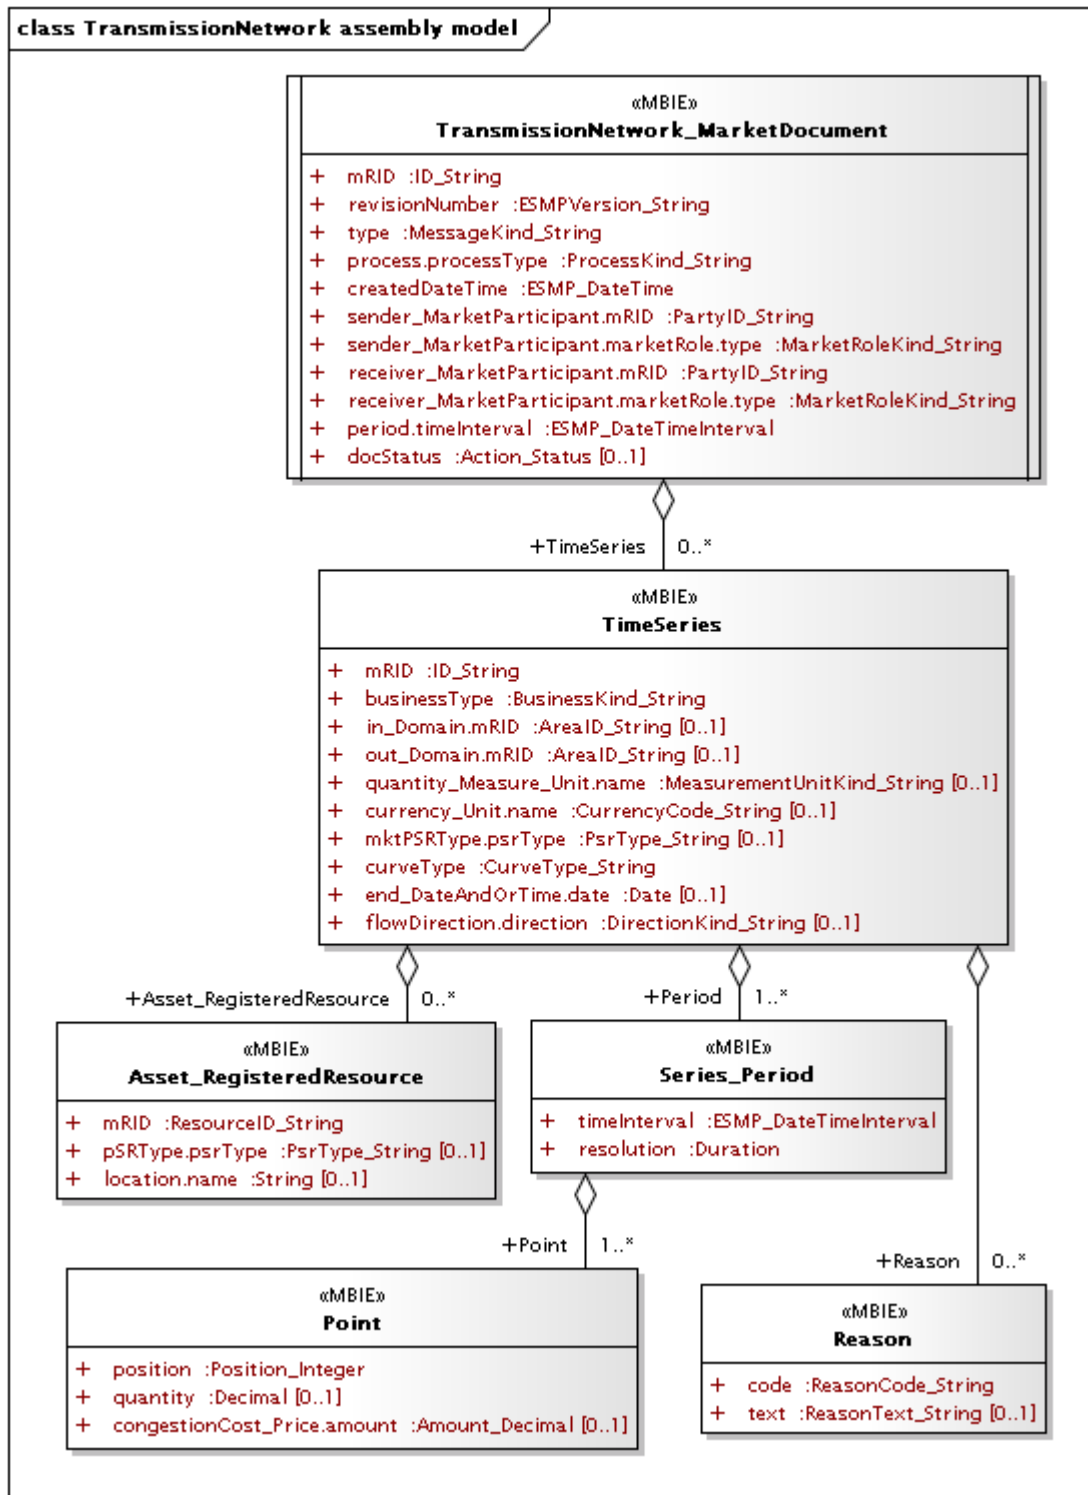 class TransmissionNetwork assembly model
«MBIE»
TransmissionNetwork_MarketDocument
+ mRID :ID_String
+ revisionNumber :ESMPVersion_String
+ type :MessageKind_String
+ process.processType :ProcessKind_String
+ createdDateTime :ESMP_DateTime
+ sender_MarketParticipant.mRID :PartyID_String
+ sender_MarketParticipant.marketRole.type :MarketRoleKind_String
+ receiver_MarketParticipant.mRID :PartyID_String
+ receiver_MarketParticipant.marketRole.type :MarketRoleKind_String
+ period.timeInterval :ESMP_DateTimeInterval
+ docStatus :Action_Status [0..1]
+TimeSeries 0..*
«MBIE»
TimeSeries
+ mRID :ID_String
+ businessType :BusinessKind_String
+ in_Domain.mRID :AreaID_String [0..1]
+ out_Domain.mRID :AreaID_String [0..1]
+ quantity_Measure_Unit.name :MeasurementUnitKind_String [0..1]
+ currency_Unit.name :CurrencyCode_String [0..1]
+ mktPSRType.psrType :PsrType_String [0..1]
+ curveType :CurveType_String
+ end_DateAndOrTime.date :Date [0..1]
+ flowDirection.direction :DirectionKind_String [0..1]
+Asset_RegisteredResource 0..*
+Period 1..*
«MBIE»
Asset_RegisteredResource
+ mRID :ResourceID_String
+ pSRType.psrType :PsrType_String [0..1]
+ location.name :String [0..1]
«MBIE»
Series_Period
+ timeInterval :ESMP_DateTimeInterval
+ resolution :Duration
+Point 1..*
+Reason 0..*
«MBIE»
Point
+ position :Position_Integer
+ quantity :Decimal [0..1]
+ congestionCost_Price.amount :Amount_Decimal [0..1]
«MBIE»
Reason
+ code :ReasonCode_String
+ text :ReasonText_String [0..1]